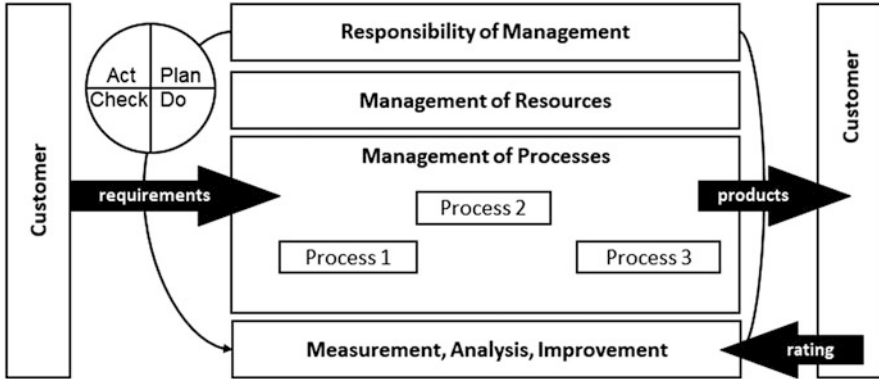 Customer
Act Plan
Check Do
Responsibility of Management
Management of Resources
Management of Processes
requirements
Process 2
Process 1
Process 3
products
Measurement, Analysis, Improvement
rating
Customer